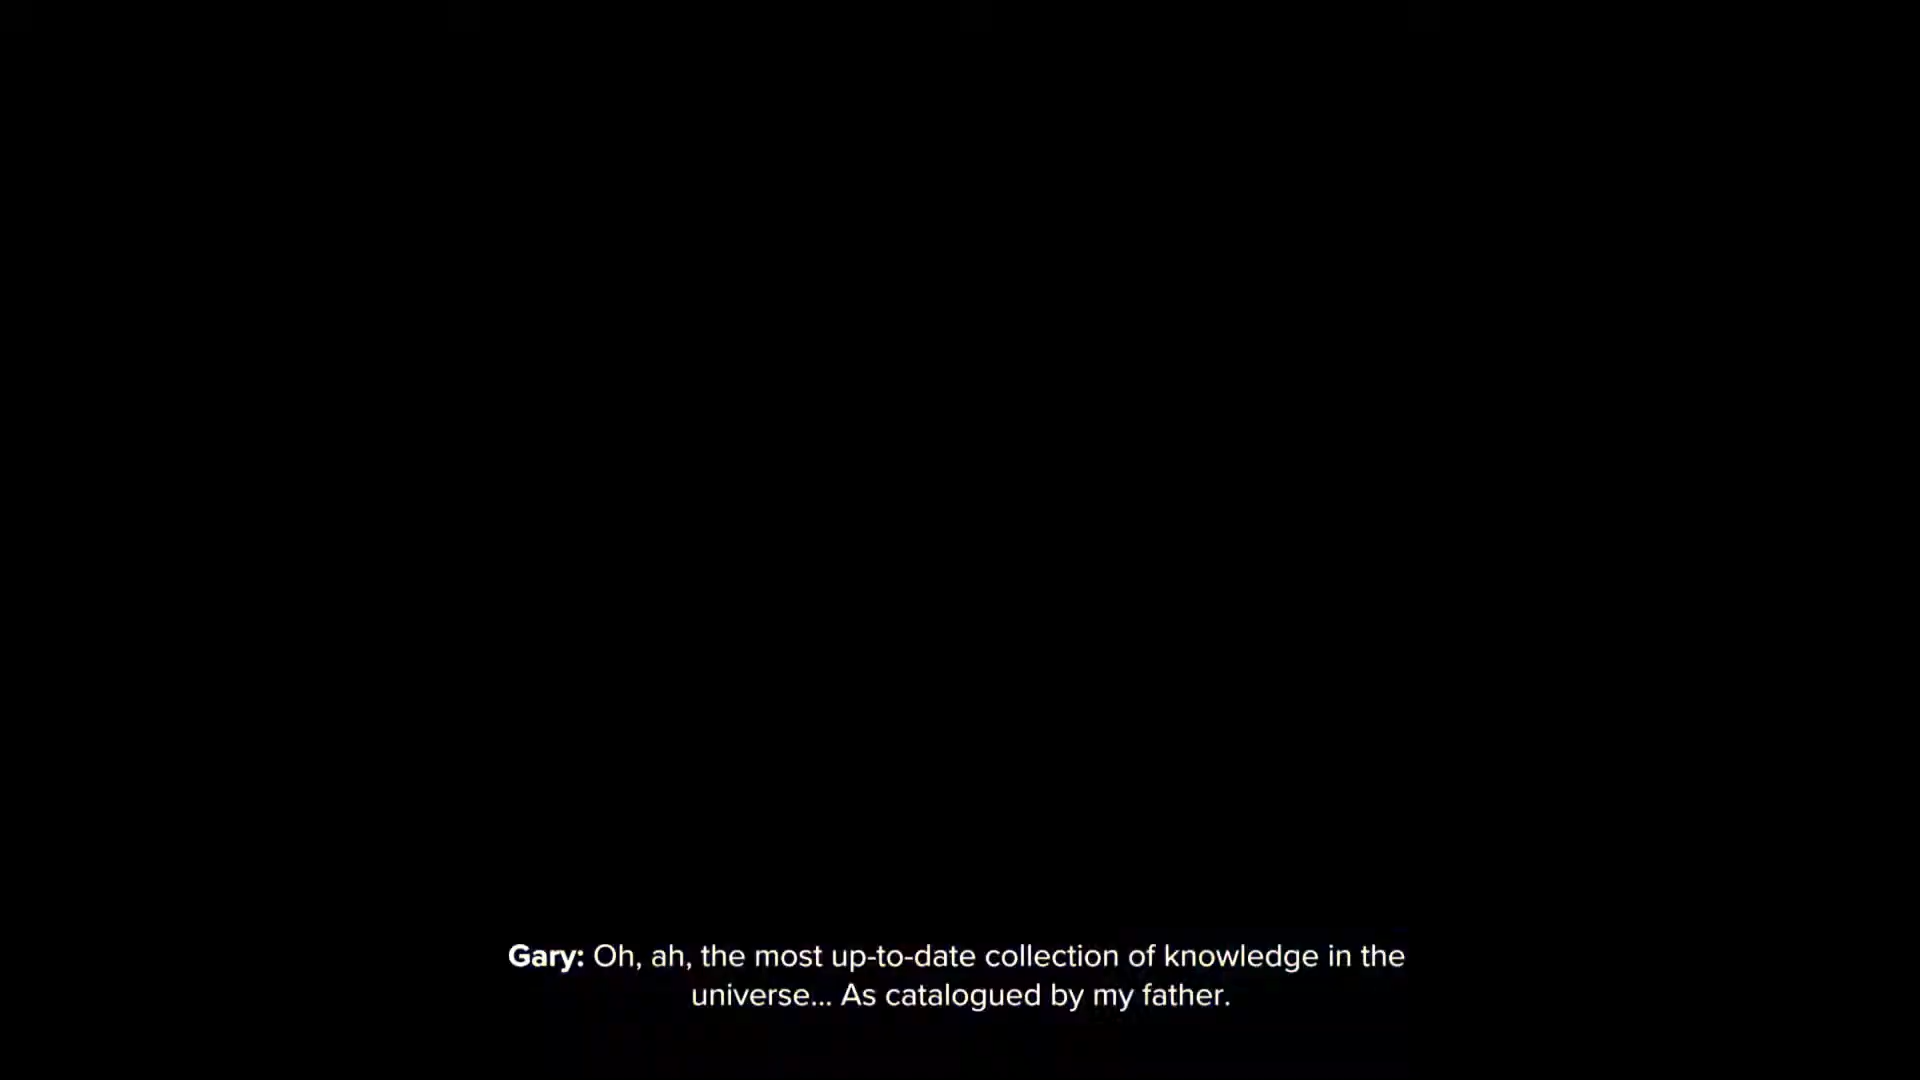 Gary: Oh, ah, the most up-to-date collection of knowledge in the
universe... As catalogued by my father.